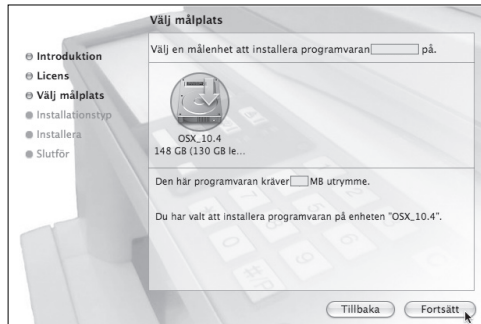 Välj målplats
Introduktion
Licens
Välj målplats
Installationstyp
Installera
Slutför
Välj en målenhet att installera programvaran på.
OSX_10.4
148 GB (130 GB le...
Den här programvaran kräver MB utrymme.
Du har valt att installera programvaran på enheten "OSX_10.4".
Tillbaka
Fortsätt